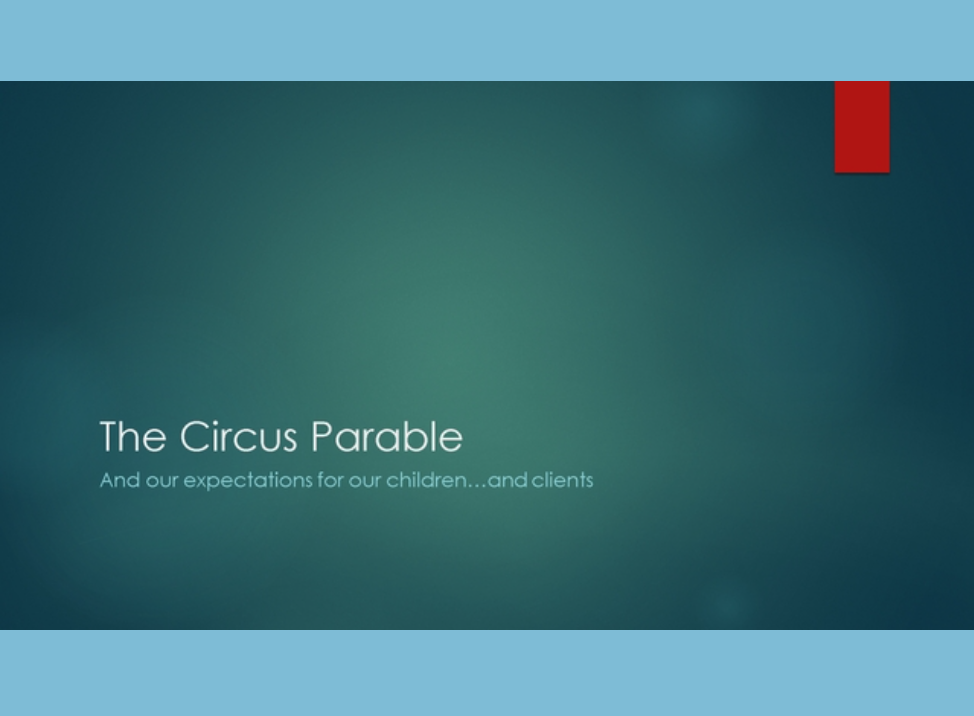 The Circus Parable
And our expectations for our children...and clients